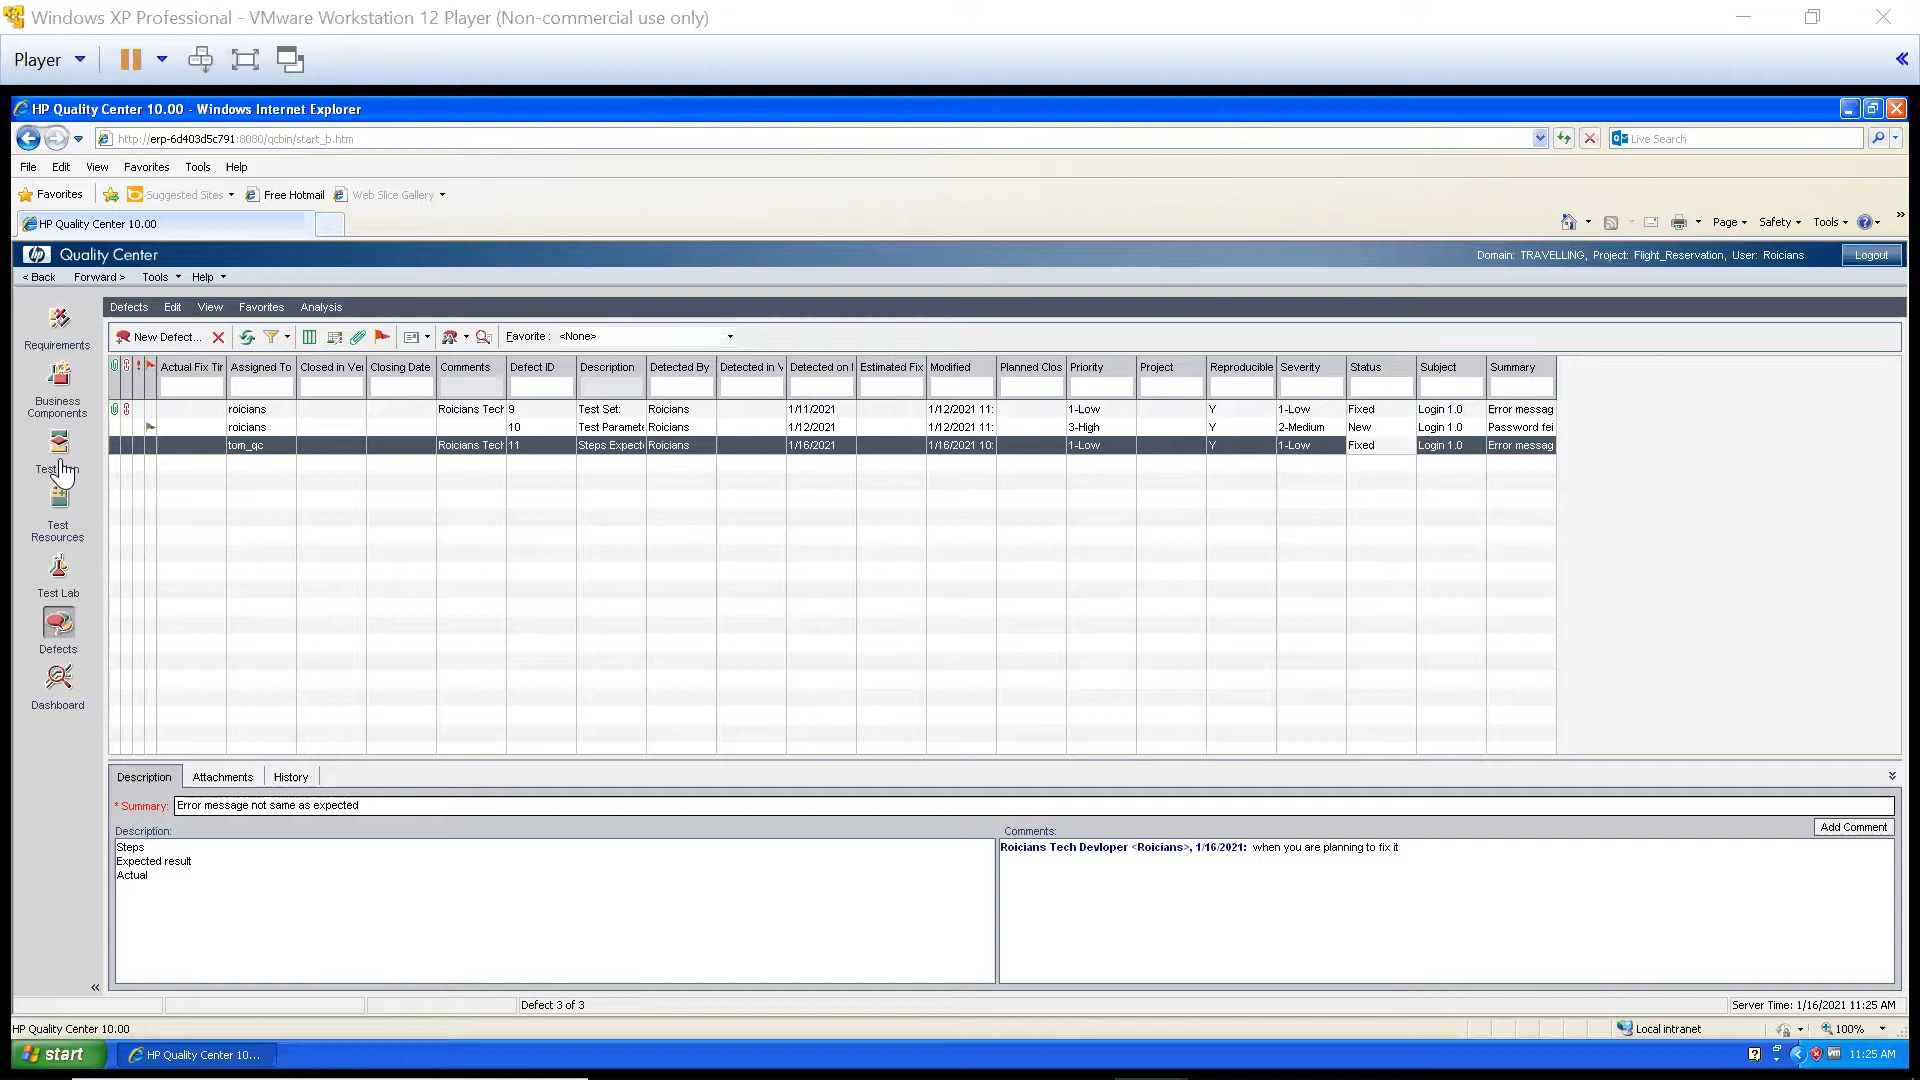 Windows XP Professional - VMware Workstation 12 Player (Non-commercial use only)
Player
HP Quality Center 10.00 - Windows Internet Explorer
http://erp-6d403d5c791:8080/qcbin/start_b.htm
Live Search
File Edit View Favorites Tools Help
Favorites Suggested Sites Free Hotmail Web Slice Gallery
HP Quality Center 10.00
Page Safety Tools
hp Quality Center
Domain: TRAVELLING, Project: Flight_Reservation, User: Roicians
Logout
< Back Forward > Tools Help
Requirements
Business
Components
Test
Test
Resources
Test Lab
Defects
Dashboard
Defects Edit View Favorites Analysis
New Defect... Favorite : <None>
Actual Fix Tir Assigned To Closed in Ver Closing Date Comments Defect ID Description Detected By Detected in V Detected on Estimated Fix Modified Planned Clos Priority Project Reproducible Severity Status Subject Summary
roicians Roicians Tech 9 Test Set: Roicians 1/11/2021 1/12/2021 11: 1-Low Y 1-Low Fixed Login 1.0 Error messag
roicians 10 Test Paramete Roicians 1/12/2021 1/12/2021 11: 3-High Y 2-Medium New Login 1.0 Password fei
tom_qc Roicians Tech 11 Steps Expect Roicians 1/16/2021 1/16/2021 10: 1-Low Y 1-Low Fixed Login 1.0 Error messag
Description Attachments History
* Summary: Error message not same as expected
Description:
Steps
Expected result
Actual
Comments:
Add Comment
Roicians Tech Devloper <Roicians>, 1/16/2021: when you are planning to fix it
Defect 3 of 3
Server Time: 1/16/2021 11:25 AM
HP Quality Center 10.00
Local intranet
100%
start
HP Quality Center 10...
11:25 AM